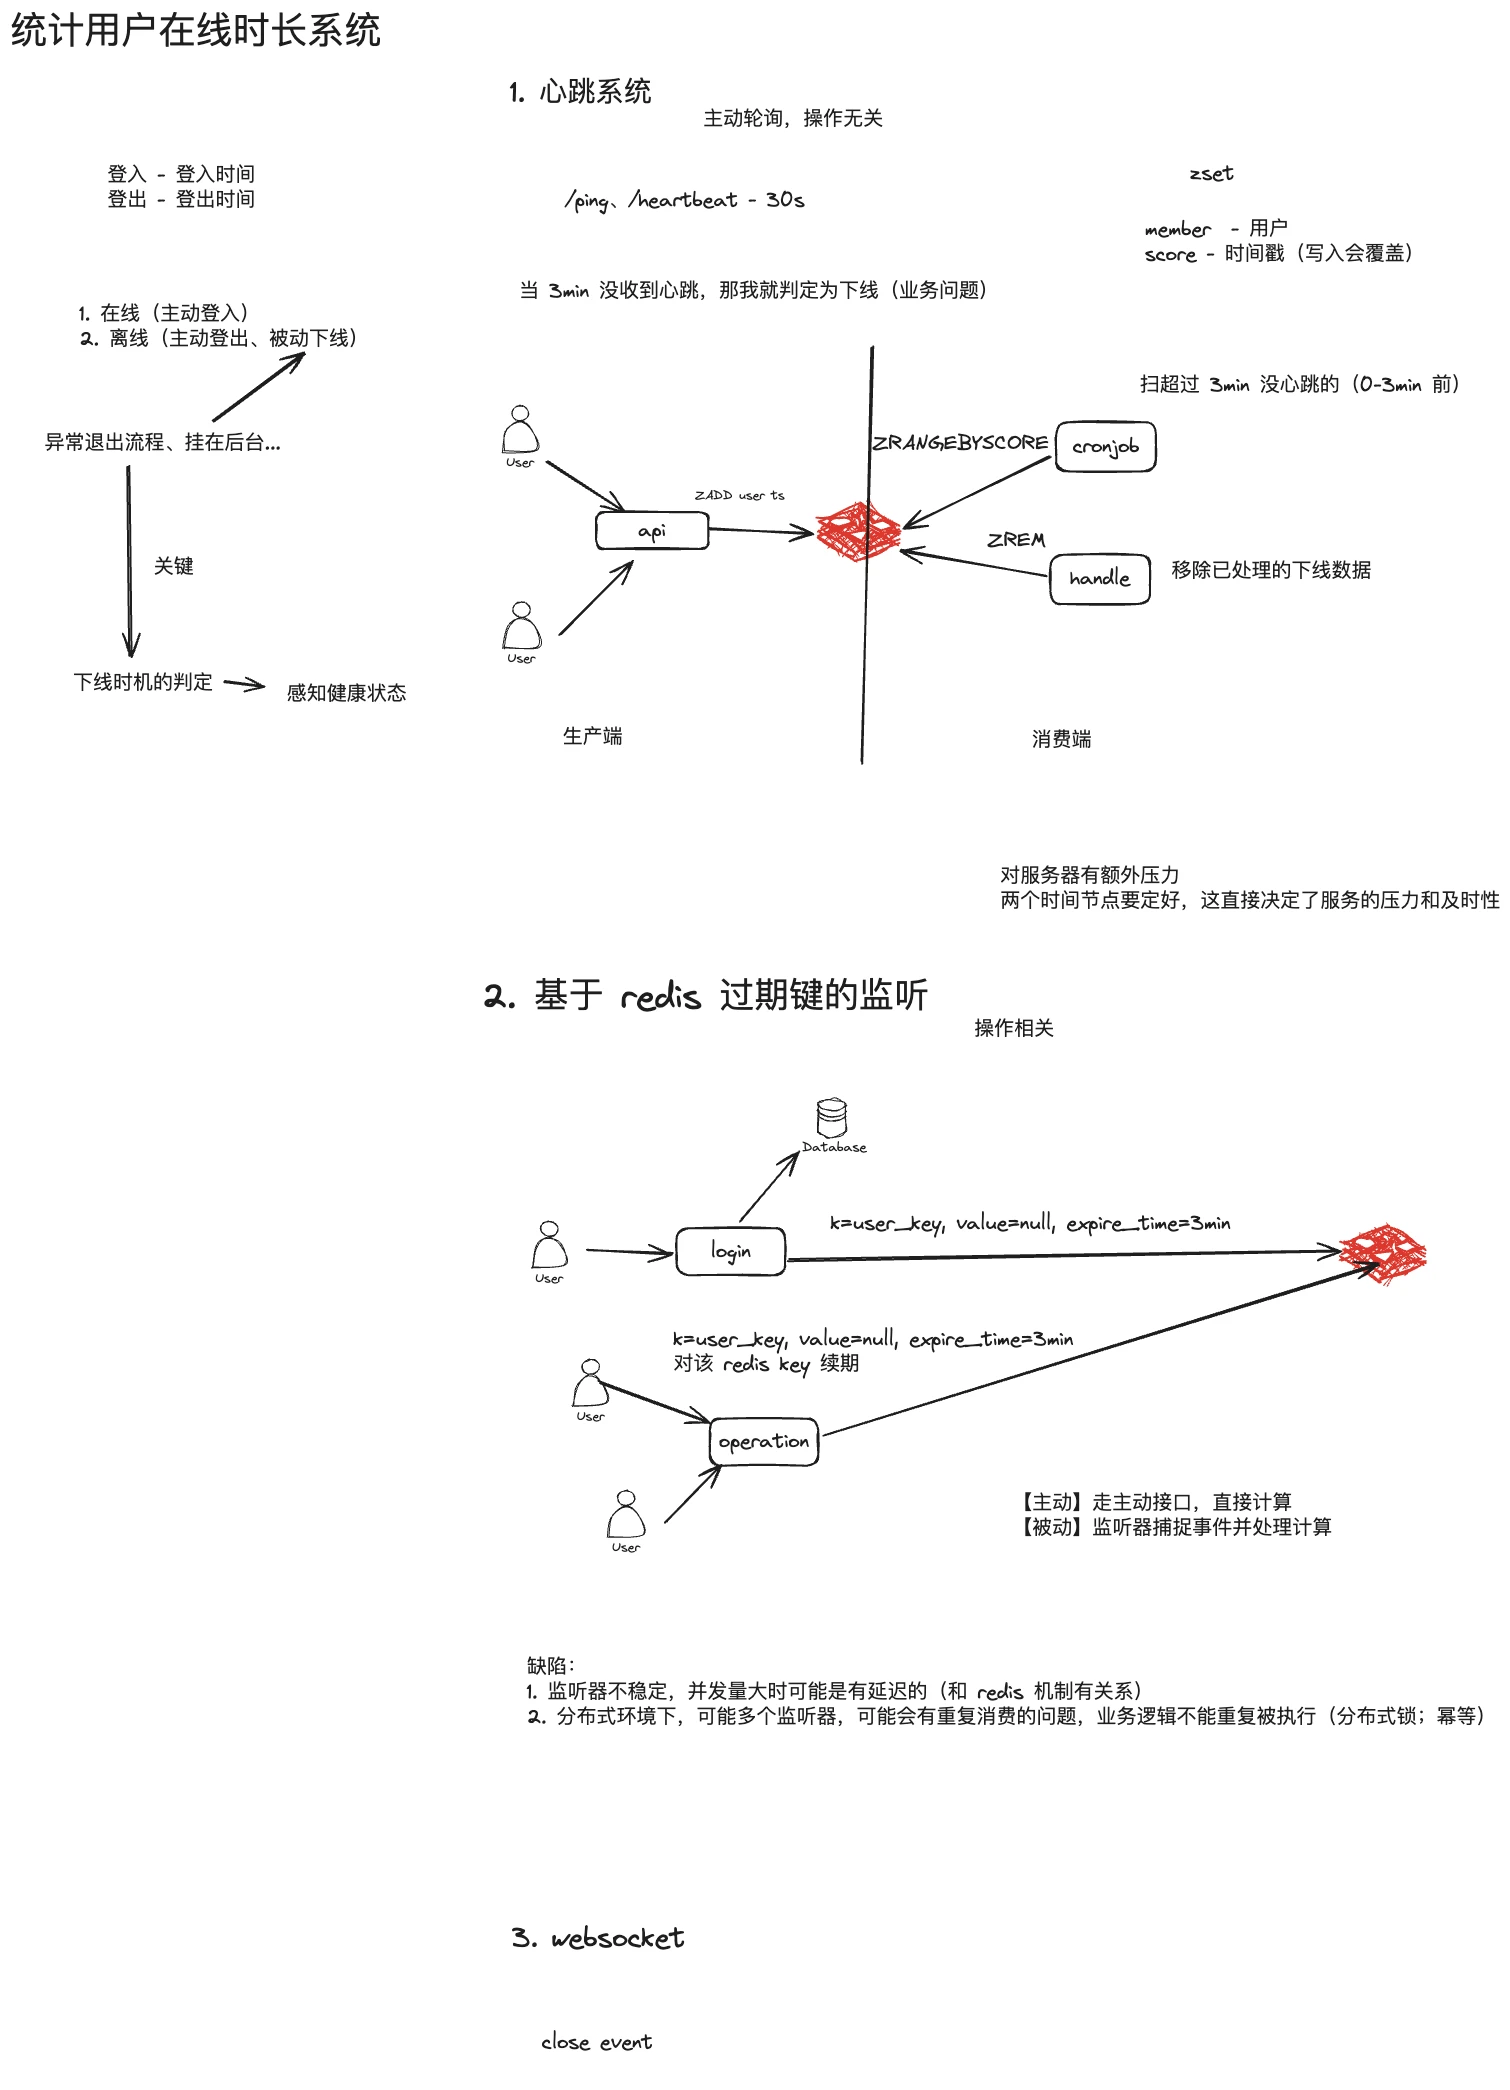 统计用户在线时长系统
登入 - 登入时间
登出 - 登出时间
1. 在线（主动登入）
2. 离线（主动登出、被动下线）
异常退出流程、挂在后台...
关键
下线时机的判定
感知健康状态
1. 心跳系统
主动轮询，操作无关
/ping、/heartbeat - 30s
zset
member - 用户
score - 时间戳（写入会覆盖）
当 3min 没收到心跳，那我就判定为下线（业务问题）
扫超过 3min 没心跳的（0-3min 前）
User
ZRANGEBYSCORE
cronjob
ZADD user ts
api
ZREM
handle
移除已处理的下线数据
User
生产端
消费端
对服务器有额外压力
两个时间节点要定好，这直接决定了服务的压力和及时性
2. 基于 redis 过期键的监听
操作相关
Database
k=user_key, value=null, expire_time=3min
login
User
k=user_key, value=null, expire_time=3min
对该 redis key 续期
User
operation
User
【主动】走主动接口，直接计算
【被动】监听器捕捉事件并处理计算
缺陷：
1. 监听器不稳定，并发量大时可能是有延迟的（和 redis 机制有关系）
2. 分布式环境下，可能多个监听器，可能会有重复消费的问题，业务逻辑不能重复被执行（分布式锁；幂等）
3. websocket
close event